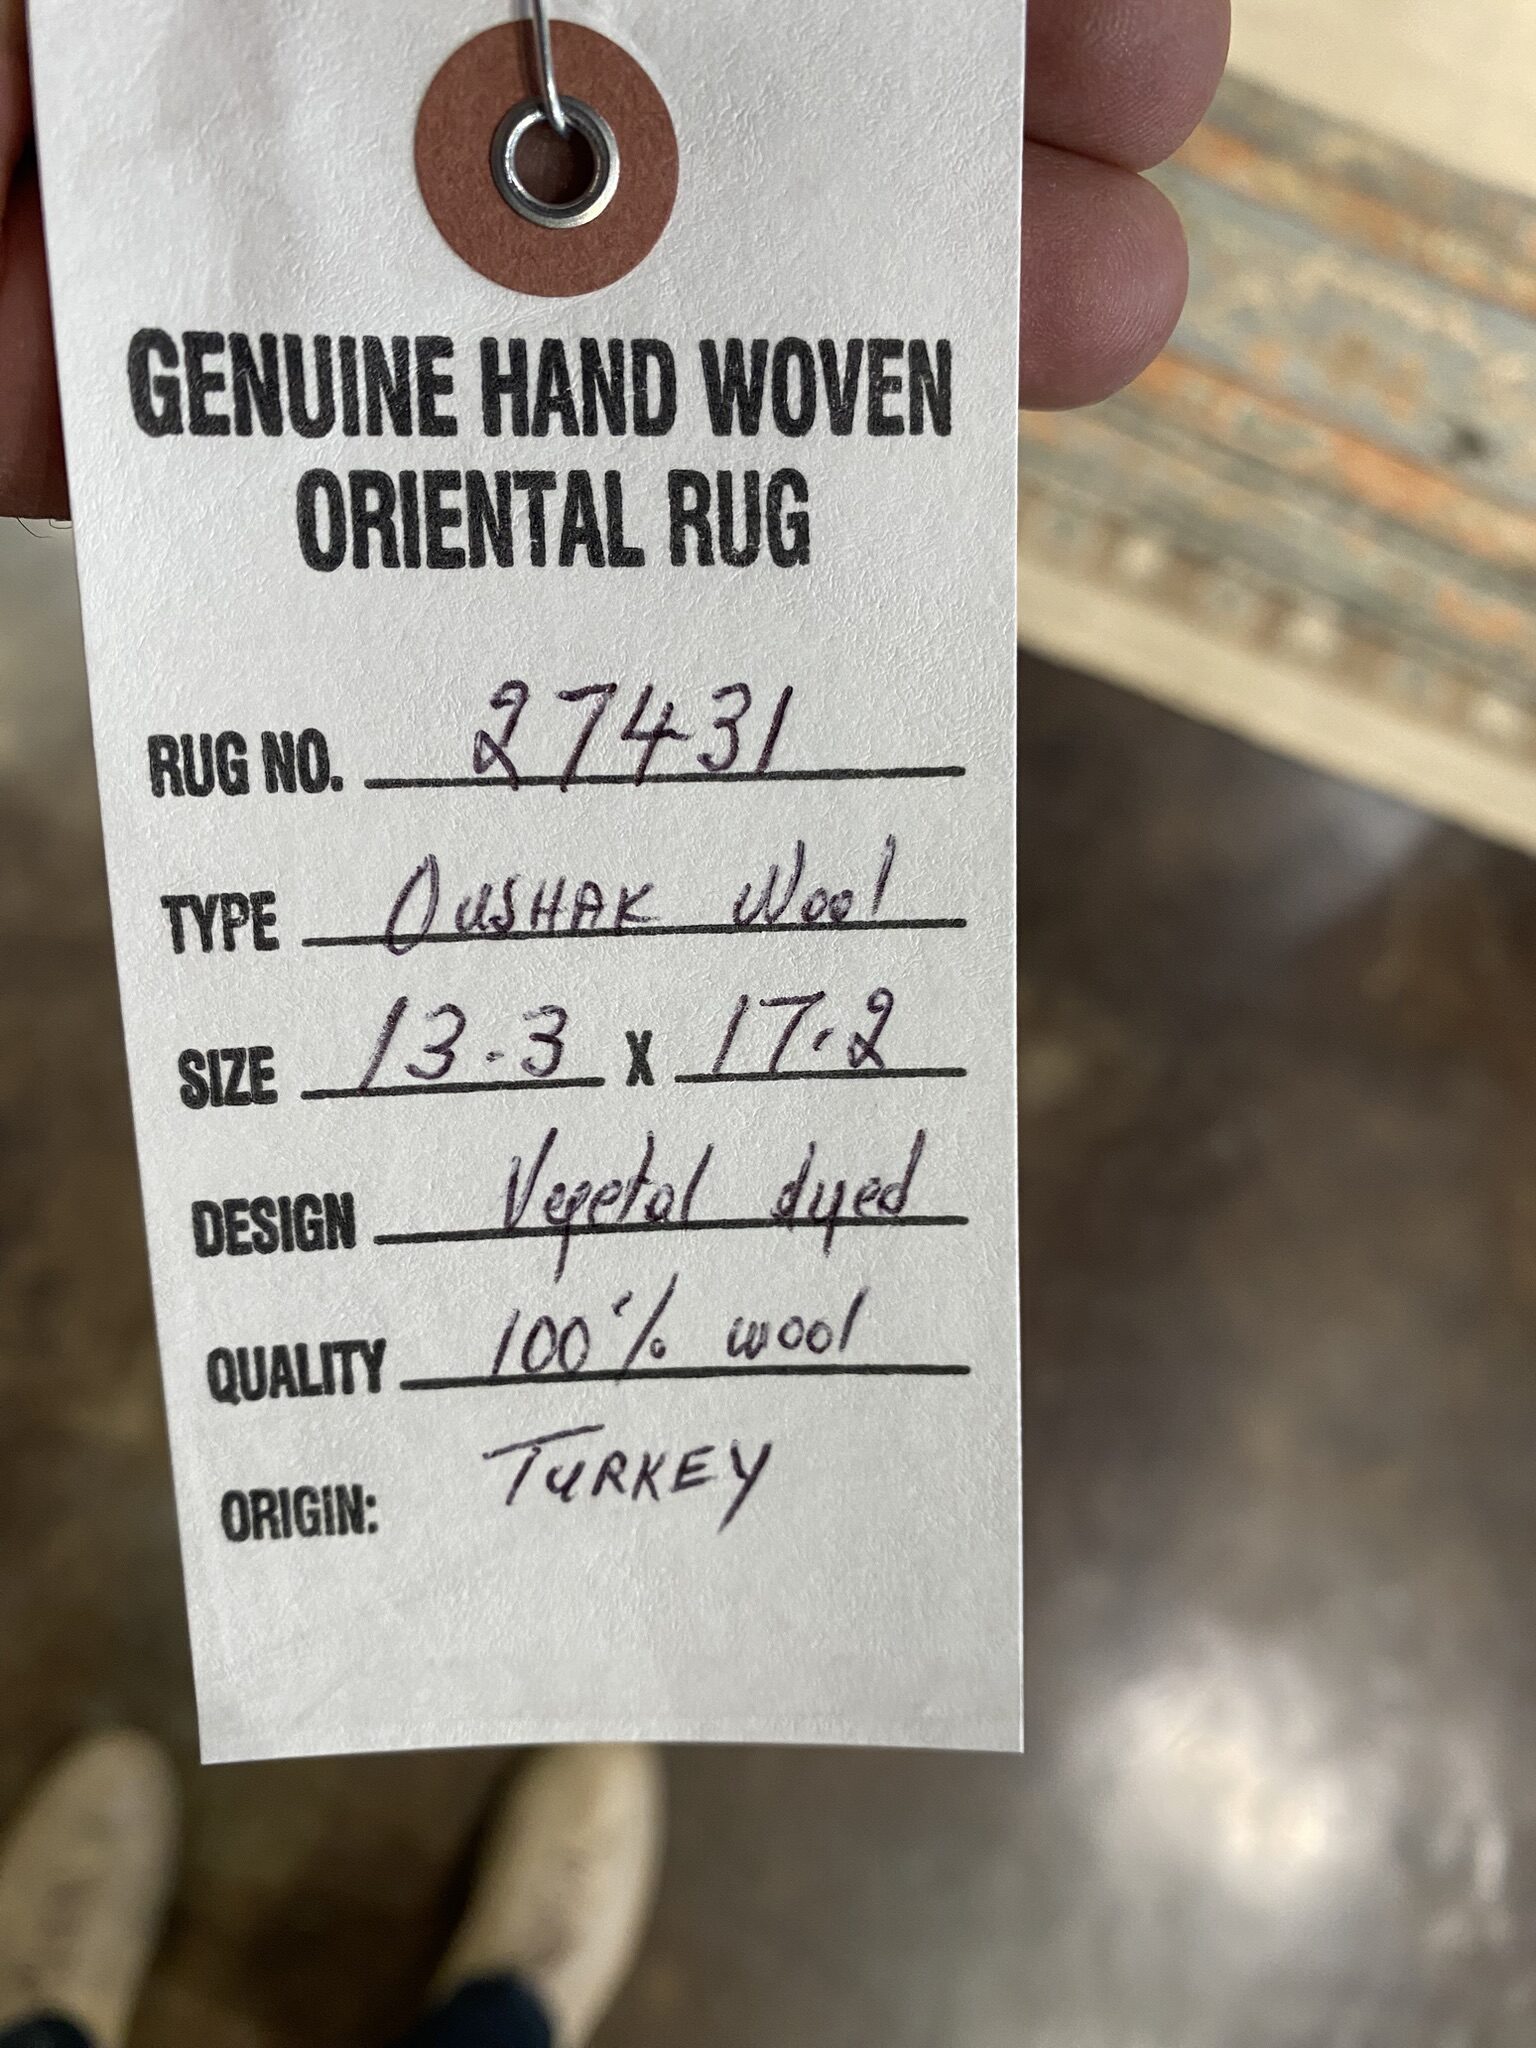 GENUINE HAND WOVEN
ORIENTAL RUG
RUG NO. 27431
TYPE OUSHAK Wool
SIZE 13.3 X 17.2
DESIGN Vegetal dyed
QUALITY 100% wool
ORIGIN: TURKEY